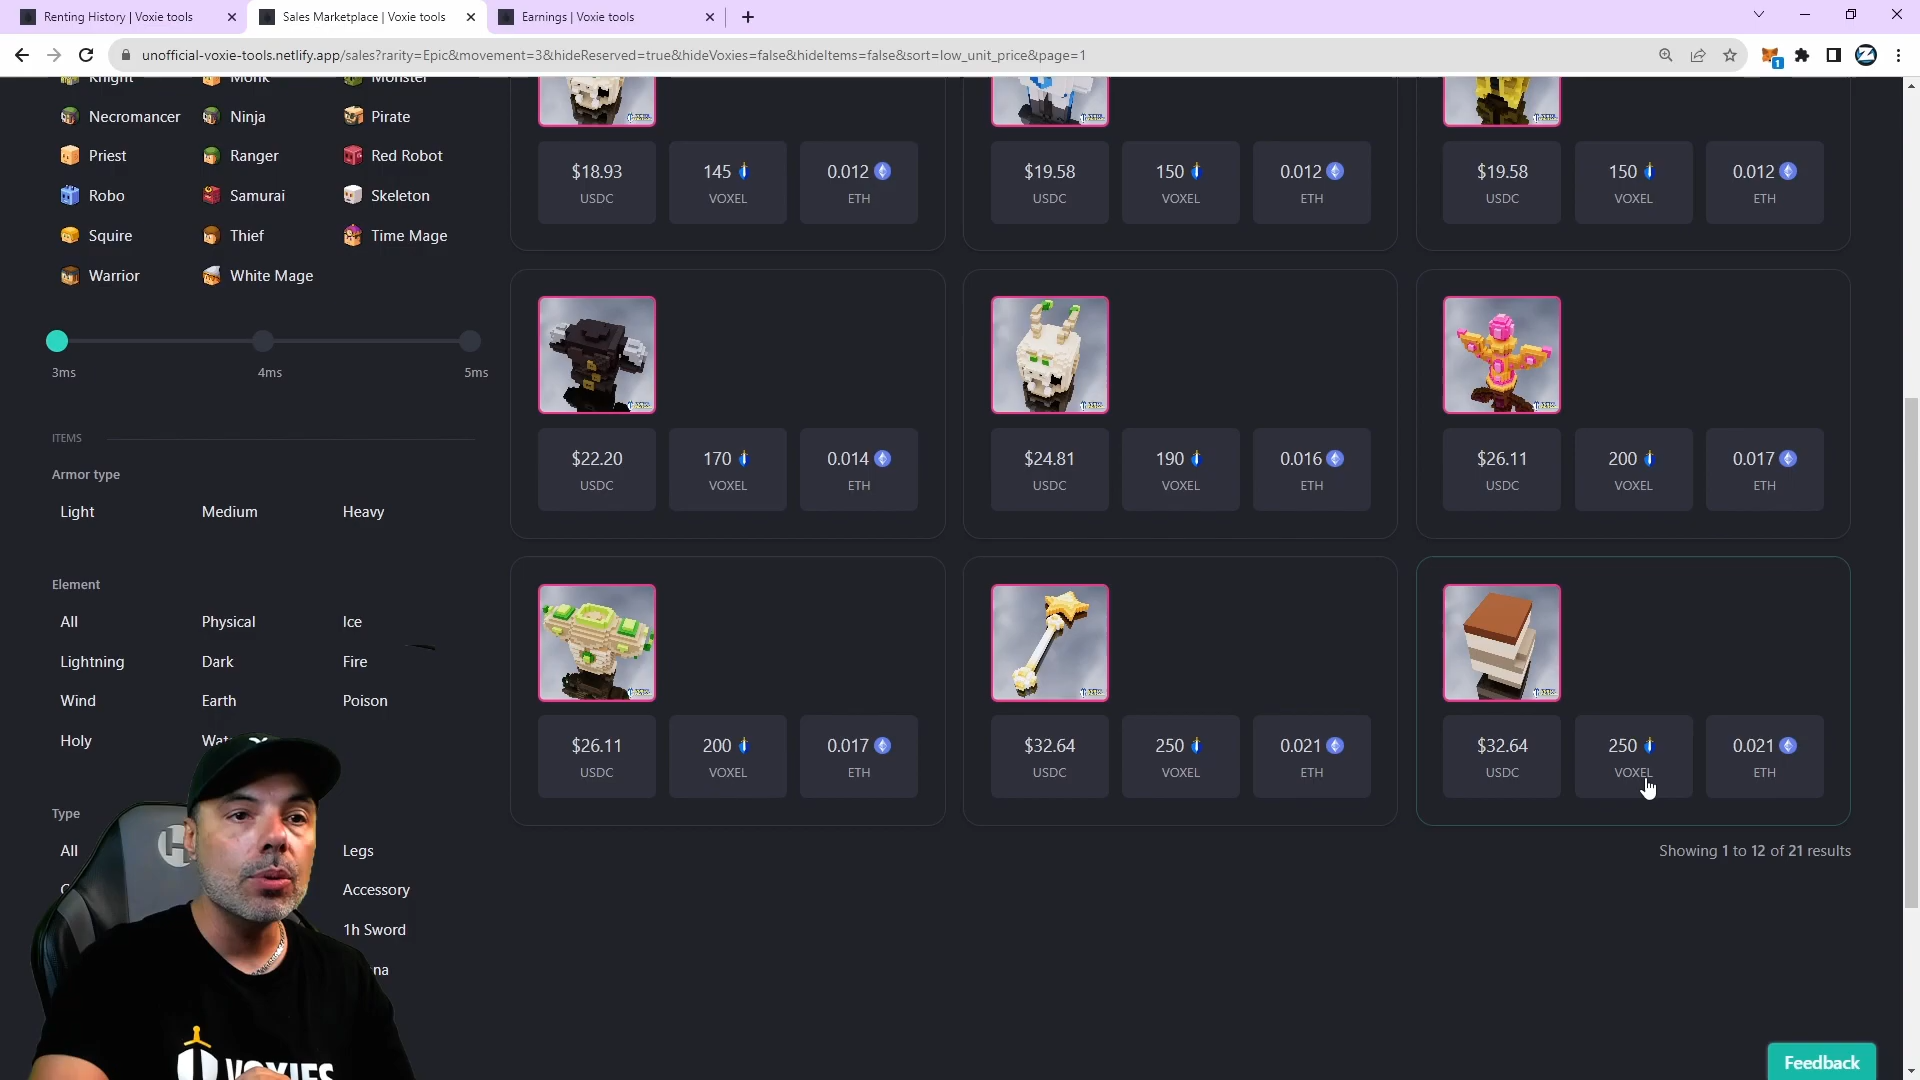 Renting History | Voxie tools
Sales Marketplace | Voxie tools
Earnings | Voxie tools
unofficial-voxie-tools.netlify.app/sales?rarity=Epic&movement=3&hideReserved=true&hideVoxies=false&hideItems=false&sort=low_unit_price&page=1
1
Knight Monk Monster
Necromancer Ninja Pirate
Priest Ranger Red Robot
Robo Samurai Skeleton
Squire Thief Time Mage
Warrior White Mage
3ms 4ms 5ms
ITEMS
Armor type
Light Medium Heavy
Element
All Physical Ice
Lightning Dark Fire
Wind Earth Poison
Holy
Type
All Legs
Accessory
1h Sword
$18.93 145 0.012
USDC VOXEL ETH
$19.58 150 0.012
USDC VOXEL ETH
$19.58 150 0.012
USDC VOXEL ETH
$22.20 170 0.014
USDC VOXEL ETH
$24.81 190 0.016
USDC VOXEL ETH
$26.11 200 0.017
USDC VOXEL ETH
$26.11 200 0.017
USDC VOXEL ETH
$32.64 250 0.021
USDC VOXEL ETH
$32.64 250 0.021
USDC VOXEL ETH
Showing 1 to 12 of 21 results
VOXIES
Feedback